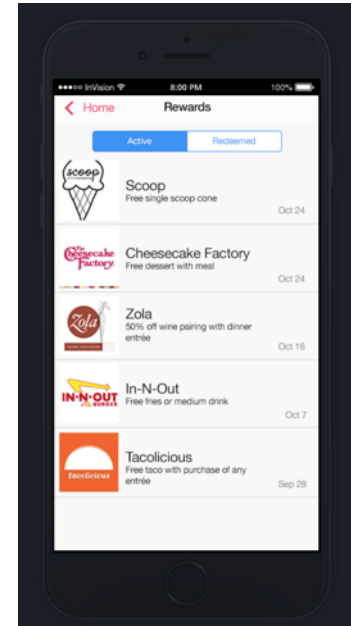 InVision
8:00 PM
100%
Home
Rewards
Active
Redeemed
scoop
Scoop
Free single scoop cone
Oct 24
The
Cheesecake
Factory
Cheesecake Factory
Free dessert with meal
Oct 24
Zola
Zola
50% off wine pairing with dinner
entrée
Oct 16
IN-N-OUT
BURGER
In-N-Out
Free fries or medium drink
Oct 7
Tacolicious
Tacolicious
Free taco with purchase of any
entrée
Sep 28